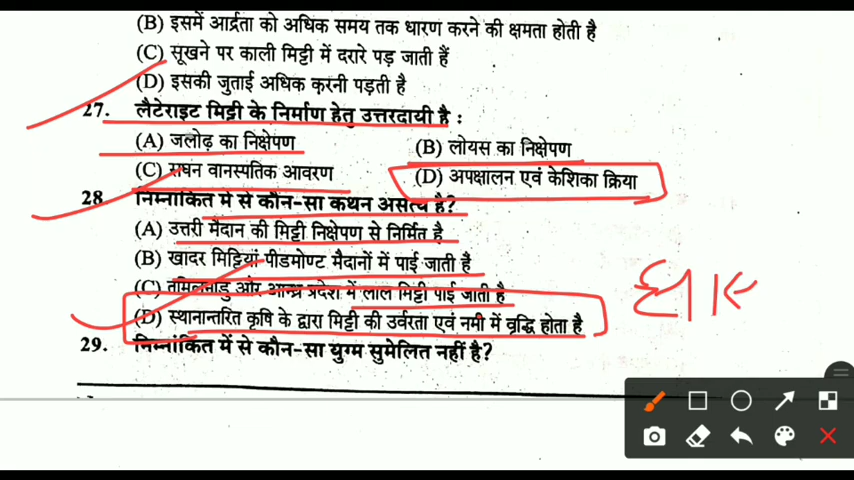 (B) इसमें आर्द्रता को अधिक समय तक धारण करने की क्षमता होती है
(C) सूखने पर काली मिट्टी में दरारे पड़ जाती हैं
(D) इसकी जुताई अधिक करनी पड़ती है
27. लैटेराइट मिट्टी के निर्माण हेतु उत्तरदायी है :
(A) जलोढ़ का निक्षेपण (B) लोयस का निक्षेपण
(C) सघन वानस्पतिक आवरण (D) अपक्षालन एवं केशिका क्रिया
28 निम्नांकित में से कौन-सा कथन असत्य है?
(A) उत्तरी मैदान की मिट्टी निक्षेपण से निर्मित है
(B) खादर मिट्टियां पीडमोण्ट मैदानों में पाई जाती है
(C) तमिलनाडु और आन्ध्र प्रदेश में लाल मिट्टी पाई जाती है
(D) स्थानान्तरित कृषि के द्वारा मिट्टी की उर्वरता एवं नमी में वृद्धि होता है
29. निम्नांकित में से कौन-सा युग्म सुमेलित नहीं है?